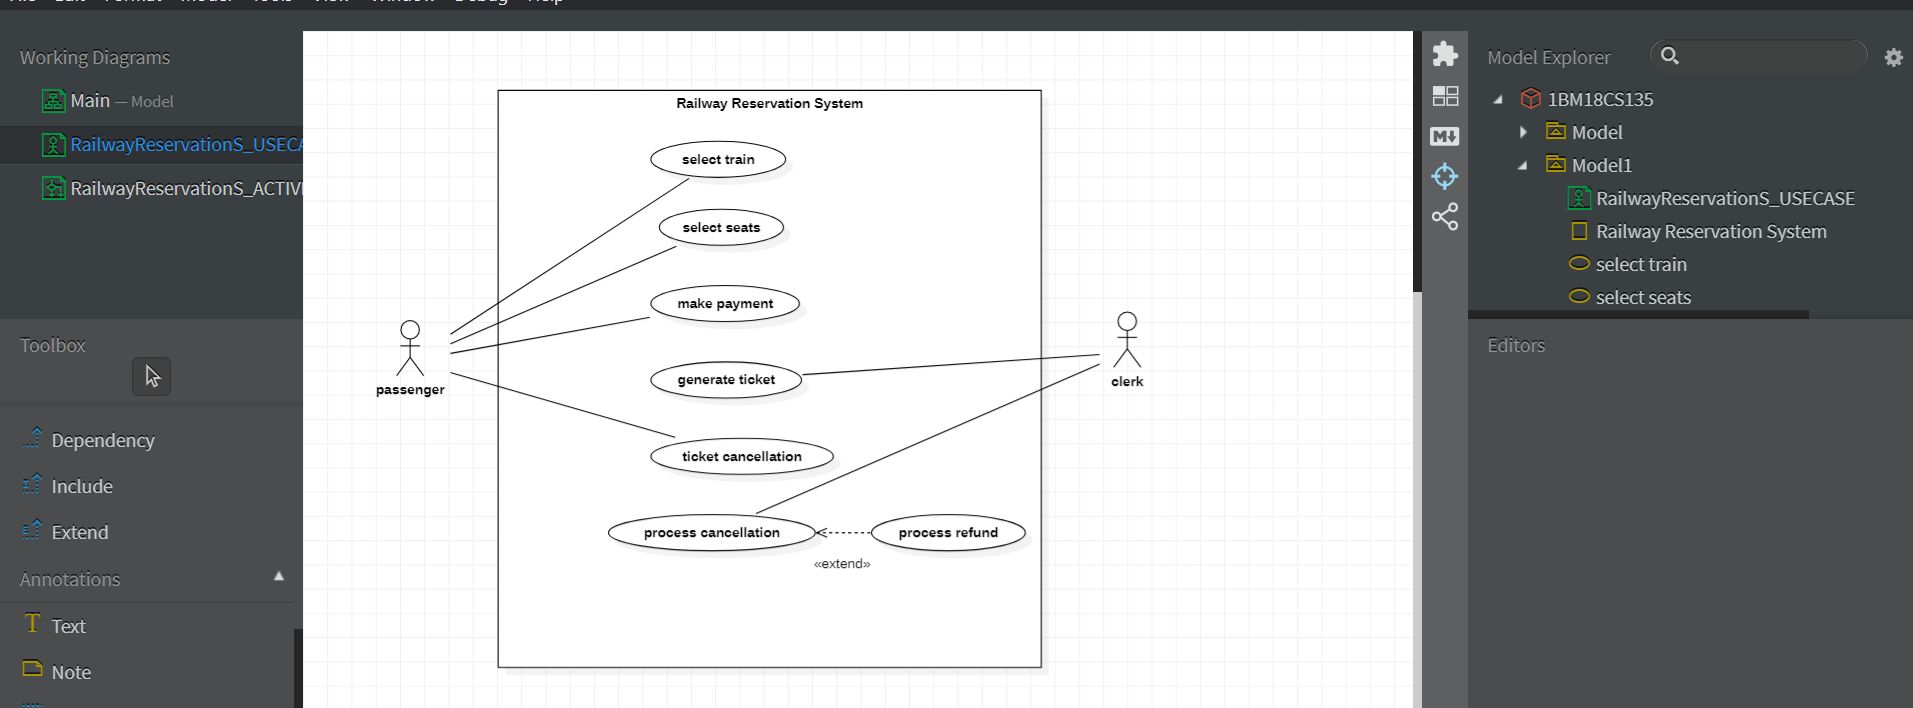 Working Diagrams
Main — Model
RailwayReservationS_USECA
RailwayReservationS_ACTIVI
Toolbox
Dependency
Include
Extend
Annotations
Text
Note
Railway Reservation System
select train
select seats
make payment
generate ticket
ticket cancellation
process cancellation
process refund
«extend»
passenger
clerk
M
Model Explorer
1BM18CS135
Model
Model1
RailwayReservationS_USECASE
Railway Reservation System
select train
select seats
Editors